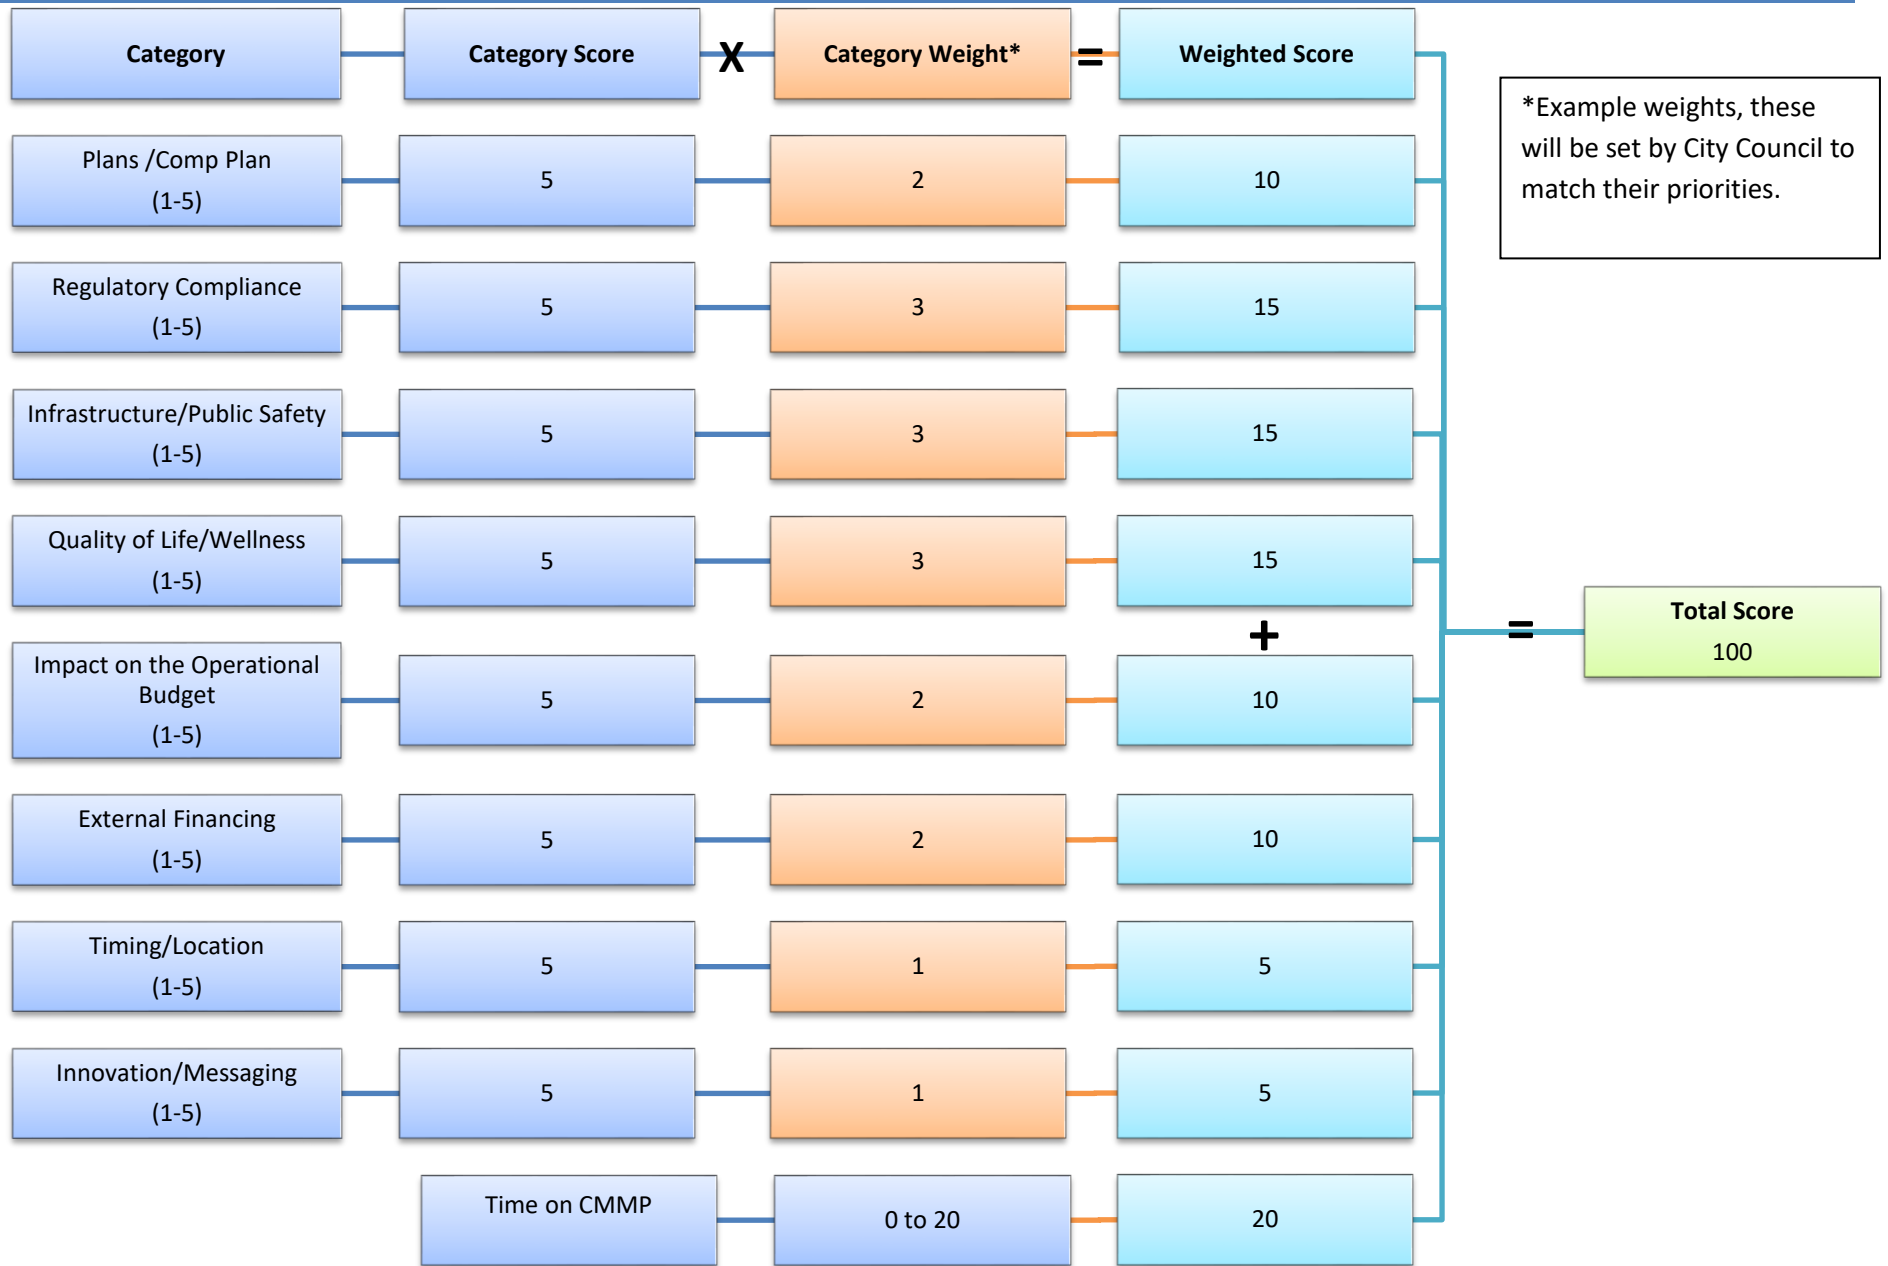 Category
Category Score
X
Category Weight*
=
Weighted Score
*Example weights, these
will be set by City Council to
match their priorities.
Plans /Comp Plan
(1-5)
5
2
10
Regulatory Compliance
(1-5)
5
3
15
Infrastructure/Public Safety
(1-5)
5
3
15
Quality of Life/Wellness
(1-5)
5
3
15
+
=
Total Score
100
Impact on the Operational
Budget
(1-5)
5
2
10
External Financing
(1-5)
5
2
10
Timing/Location
(1-5)
5
1
5
Innovation/Messaging
(1-5)
5
1
5
Time on CMMP
0 to 20
20